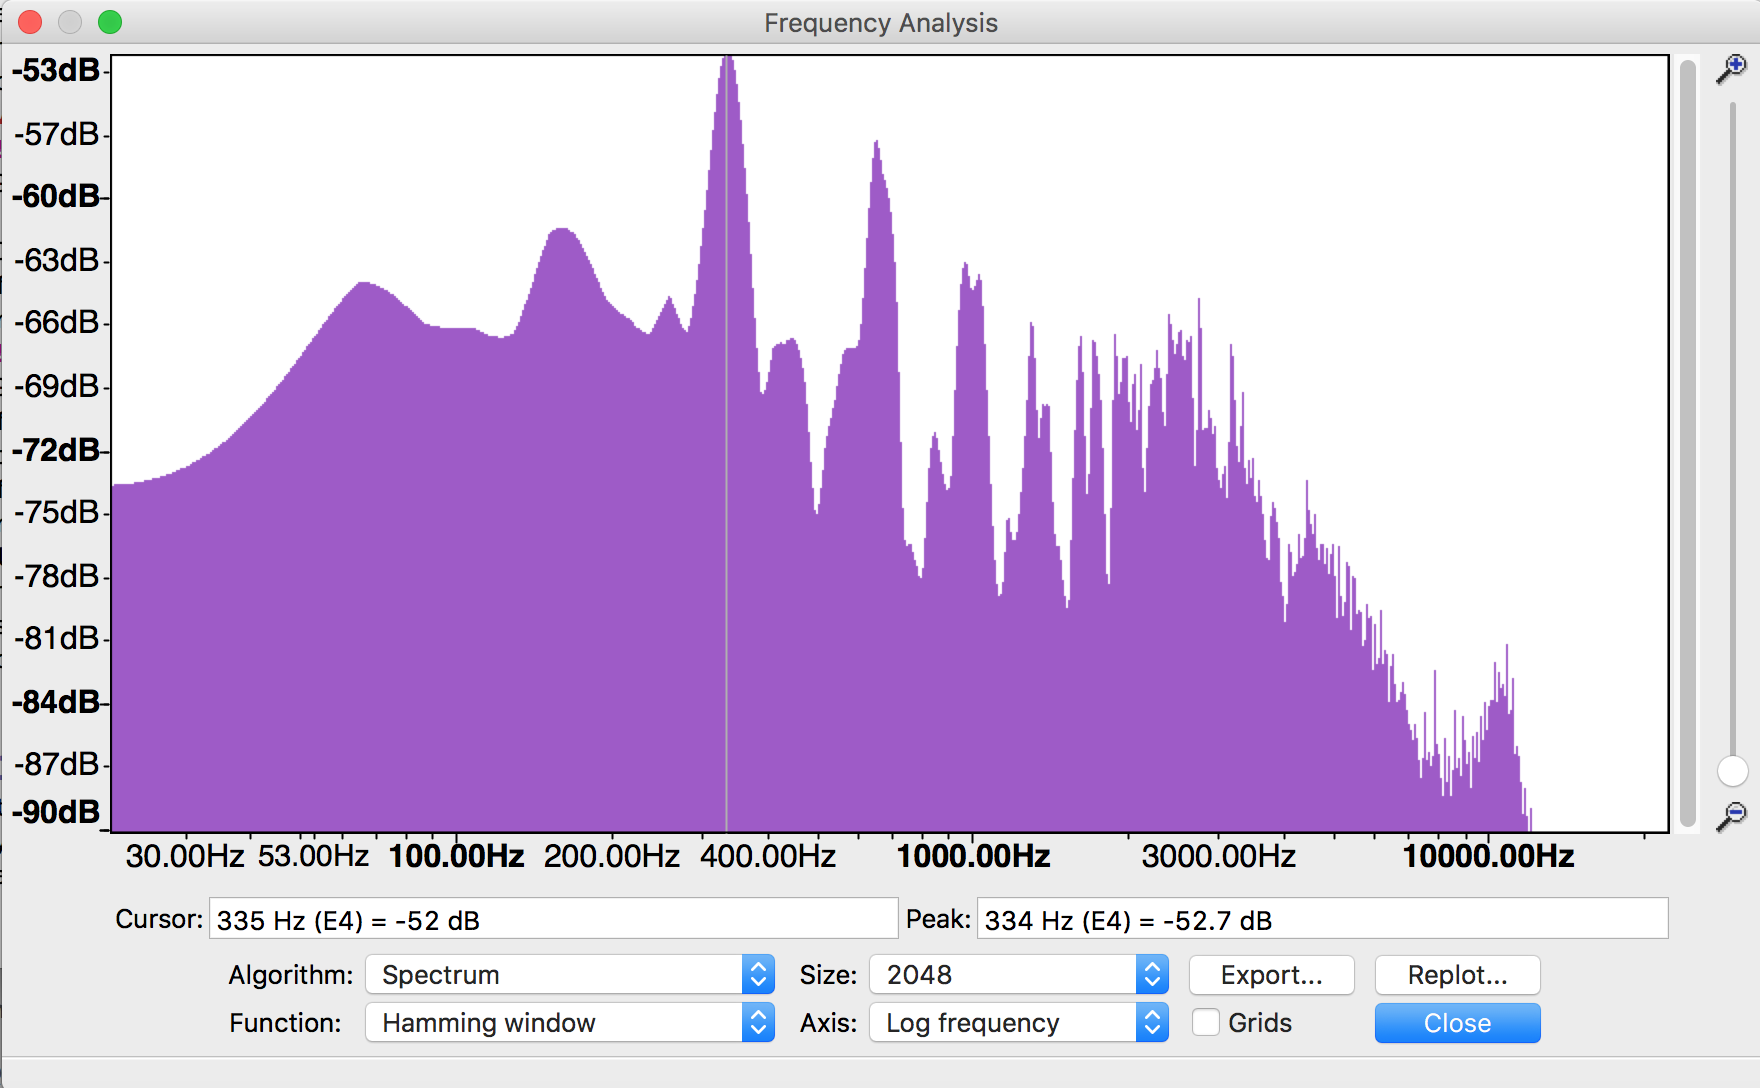 Frequency Analysis
-53dB
-57dB
-60dB
-63dB
-66dB
-69dB
-72dB
-75dB
-78dB
-81dB
-84dB
-87dB
-90dB
30.00Hz 53.00Hz 100.00Hz 200.00Hz 400.00Hz 1000.00Hz 3000.00Hz 10000.00Hz
Cursor: 335 Hz (E4) = -52 dB Peak: 334 Hz (E4) = -52.7 dB
Algorithm: Spectrum Size: 2048 Export... Replot...
Function: Hamming window Axis: Log frequency Grids Close